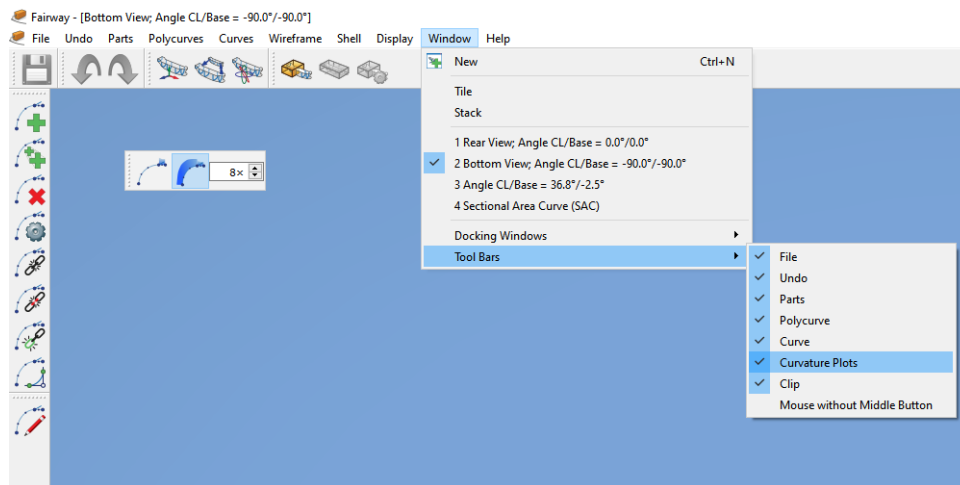 Fairway - [Bottom View; Angle CL/Base = -90.0°/-90.0°]
File Undo Parts Polycurves Curves Wireframe Shell Display Window Help
New Ctrl+N
Tile
Stack
1 Rear View; Angle CL/Base = 0.0°/0.0°
2 Bottom View; Angle CL/Base = -90.0°/-90.0°
3 Angle CL/Base = 36.8°/-2.5°
4 Sectional Area Curve (SAC)
Docking Windows
Tool Bars
8×
File
Undo
Parts
Polycurve
Curve
Curvature Plots
Clip
Mouse without Middle Button